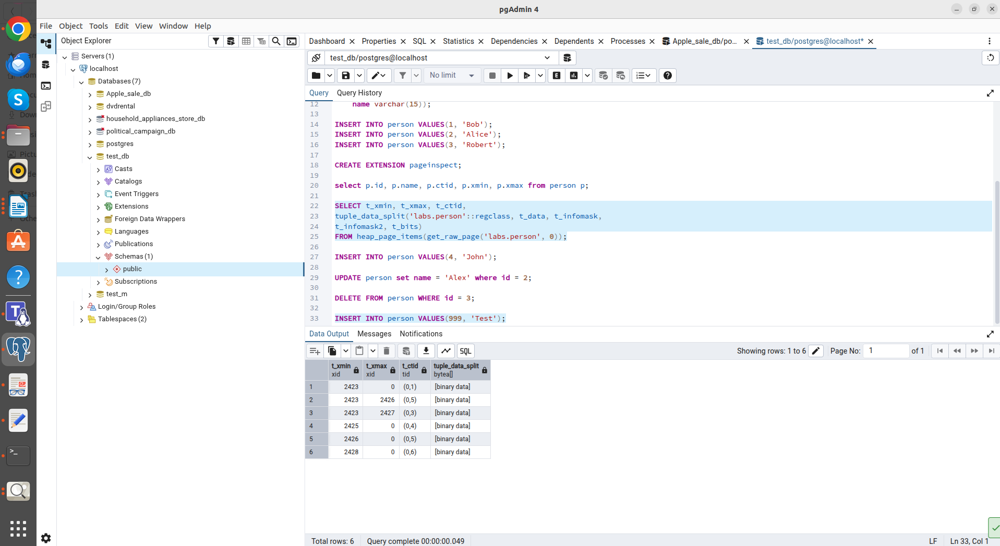 pgAdmin 4
File Object Tools Edit View Window Help
Object Explorer
Servers (1)
localhost
Databases (7)
Apple_sale_db
dvdrental
household_appliances_store_db
political_campaign_db
postgres
test_db
Casts
Catalogs
Event Triggers
Extensions
Foreign Data Wrappers
Languages
Publications
Schemas (1)
public
Subscriptions
test_m
Login/Group Roles
Tablespaces (2)
Dashboard Properties SQL Statistics Dependencies Dependents Processes Apple_sale_db/po... test_db/postgres@localhost*
test_db/postgres@localhost
No limit E
Query Query History
12 name varchar(15));
13
14 INSERT INTO person VALUES(1, 'Bob');
15 INSERT INTO person VALUES(2, 'Alice');
16 INSERT INTO person VALUES(3, 'Robert');
17
18 CREATE EXTENSION pageinspect;
19
20 select p.id, p.name, p.ctid, p.xmin, p.xmax from person p;
21
22 SELECT t_xmin, t_xmax, t_ctid,
23 tuple_data_split('labs.person'::regclass, t_data, t_infomask,
24 t_infomask2, t_bits)
25 FROM heap_page_items(get_raw_page('labs.person', 0));
26
27 INSERT INTO person VALUES(4, 'John');
28
29 UPDATE person set name = 'Alex' where id = 2;
30
31 DELETE FROM person WHERE id = 3;
32
33 INSERT INTO person VALUES(999, 'Test');
Data Output Messages Notifications
SQL Showing rows: 1 to 6 Page No: 1 of 1
t_xmin t_xmax t_ctid tuple_data_split
xid xid tid bytea[]
1 2423 0 (0,1) [binary data]
2 2423 2426 (0,5) [binary data]
3 2423 2427 (0,3) [binary data]
4 2425 0 (0,4) [binary data]
5 2426 0 (0,5) [binary data]
6 2428 0 (0,6) [binary data]
Total rows: 6 Query complete 00:00:00.049 LF Ln 33, Col 1